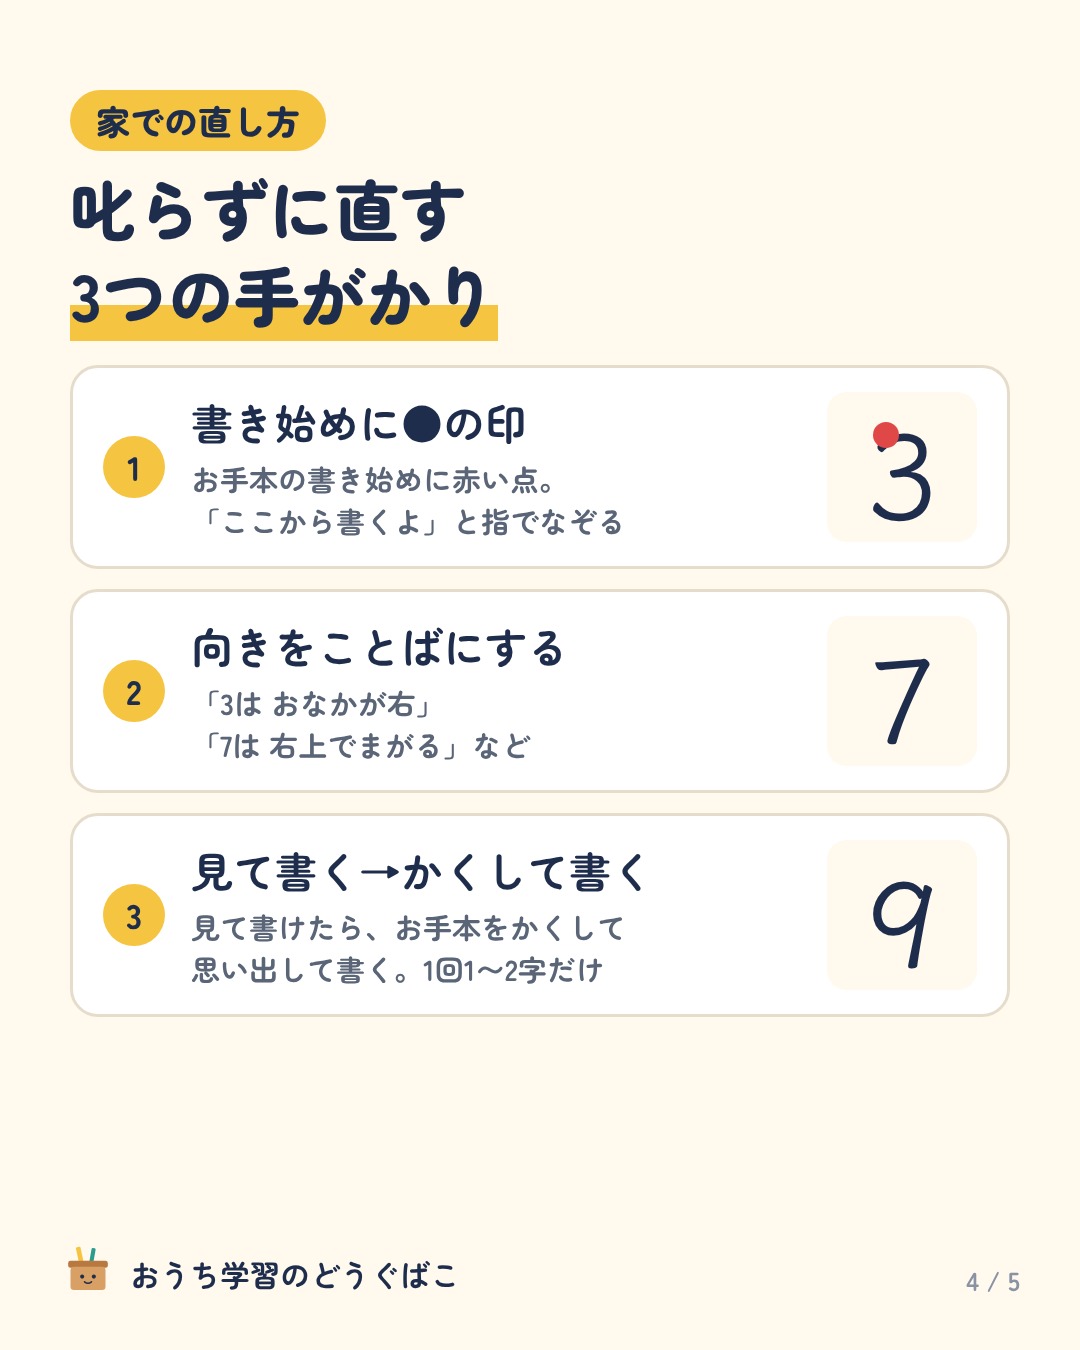 家での直し方
叱らずに直す
3つの手がかり
1
書き始めに●の印
お手本の書き始めに赤い点。
「ここから書くよ」と指でなぞる
3
2
向きをことばにする
「3は おなかが右」
「7は 右上でまがる」など
7
3
見て書く→かくして書く
見て書けたら、お手本をかくして
思い出して書く。1回1〜2字だけ
9
おうち学習のどうぐばこ
4 / 5